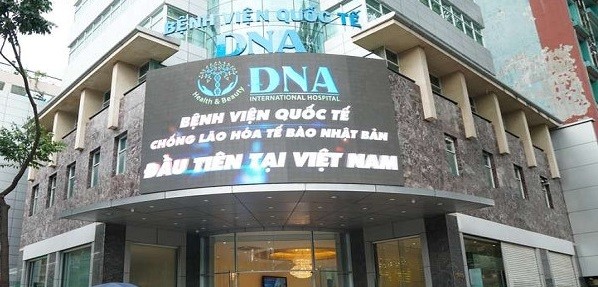 BỆNH VIỆN QUỐC TẾ
DNA
DNA
INTERNATIONAL HOSPITAL
Health & Beauty
BỆNH VIỆN QUỐC TẾ
CHỐNG LÃO HÓA TẾ BÀO NHẬT BẢN
ĐẦU TIÊN TẠI VIỆT NAM
DNA